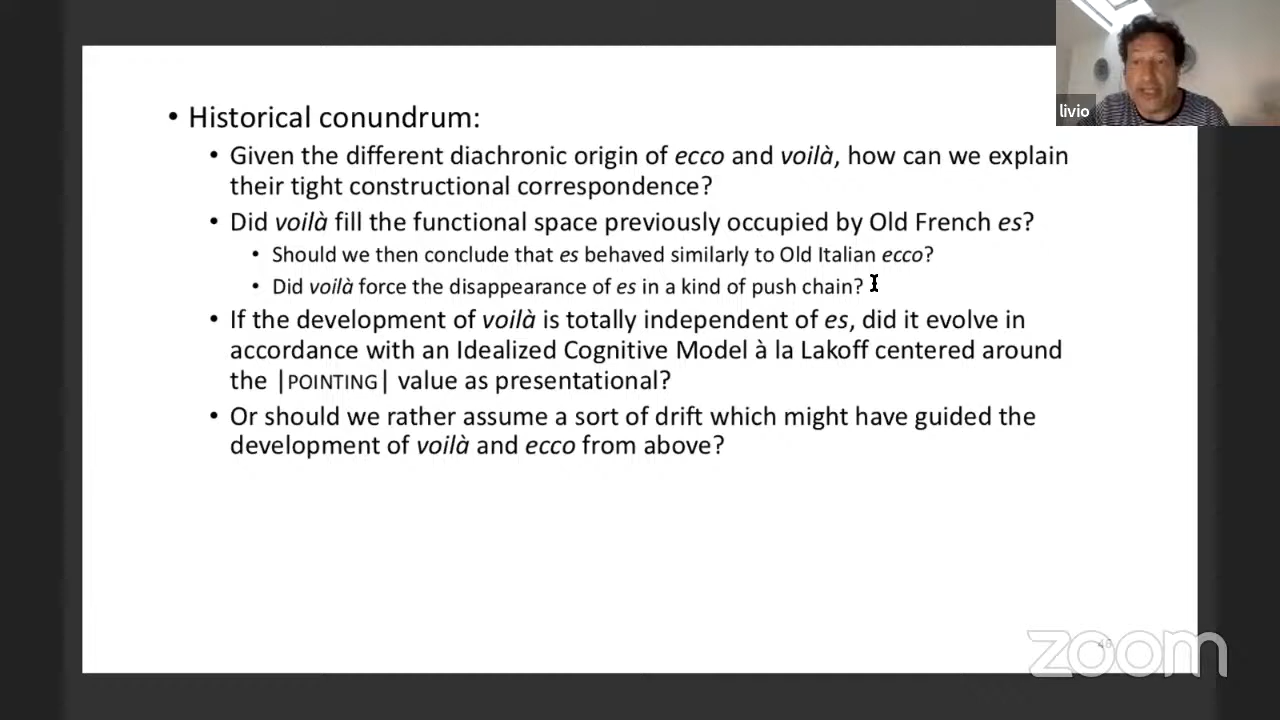 livio
• Historical conundrum:
• Given the different diachronic origin of ecco and voilà, how can we explain
their tight constructional correspondence?
• Did voilà fill the functional space previously occupied by Old French es?
• Should we then conclude that es behaved similarly to Old Italian ecco?
• Did voilà force the disappearance of es in a kind of push chain?
• If the development of voilà is totally independent of es, did it evolve in
accordance with an Idealized Cognitive Model à la Lakoff centered around
the |POINTING| value as presentational?
• Or should we rather assume a sort of drift which might have guided the
development of voilà and ecco from above?
zoom